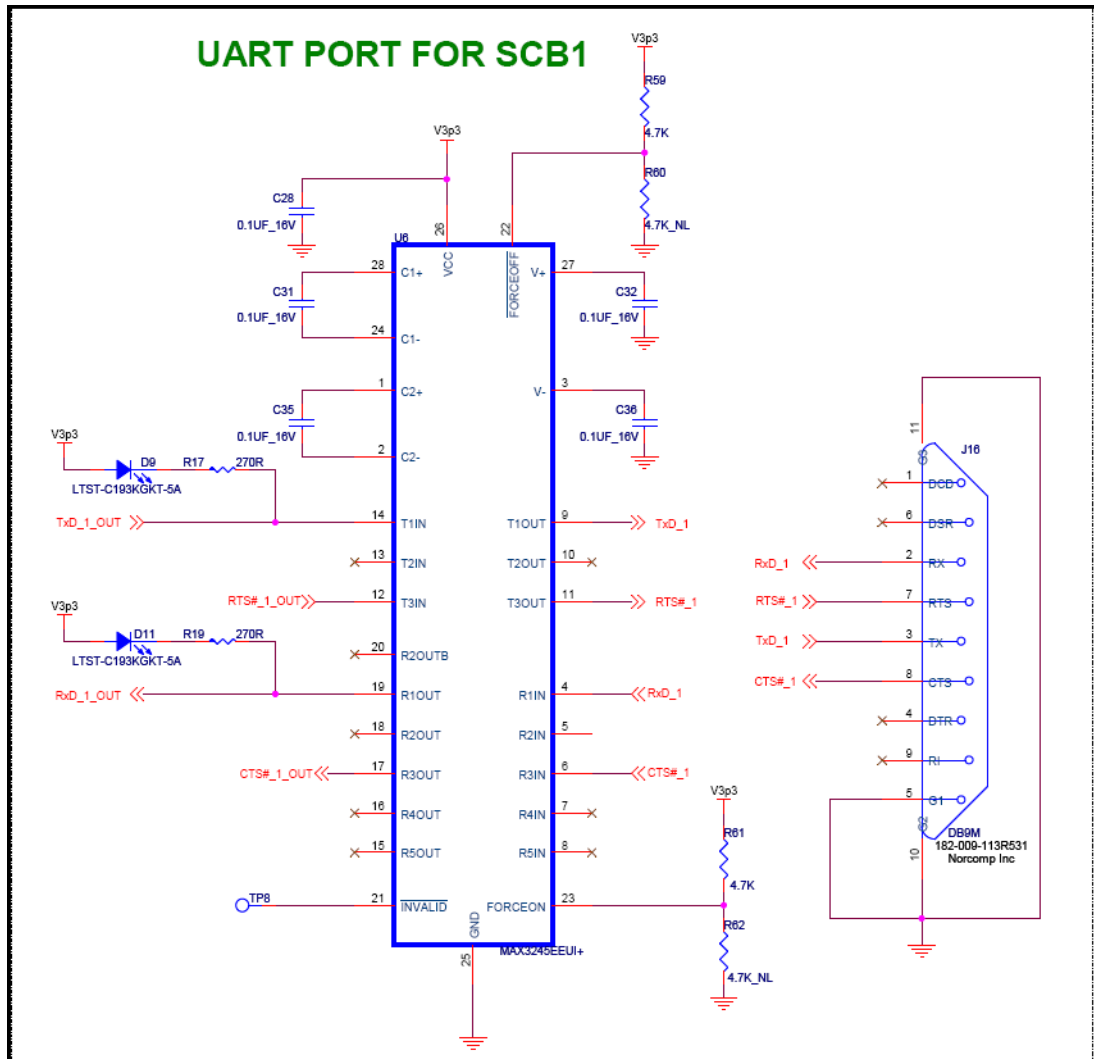 UART PORT FOR SCB1
V3p3
R59
4.7K
R60
4.7K_NL
V3p3
C28
0.1UF_16V
26
22
U6
VCC
FORCEOFF
28
C1+
V+
27
C31
0.1UF_16V
C32
0.1UF_16V
24
C1-
1
C2+
V-
3
C35
0.1UF_16V
C36
0.1UF_16V
2
C2-
V3p3
D9
R17
270R
LTST-C193KGKT-5A
TxD_1_OUT
14
T1IN
T1OUT
9
TxD_1
13
T2IN
T2OUT
10
RTS#_1_OUT
12
T3IN
T3OUT
11
RTS#_1
V3p3
D11
R19
270R
LTST-C193KGKT-5A
20
R2OUTB
RxD_1_OUT
19
R1OUT
R1IN
4
RxD_1
18
R2OUT
R2IN
5
CTS#_1_OUT
17
R3OUT
R3IN
6
CTS#_1
16
R4OUT
R4IN
7
15
R5OUT
R5IN
8
TP8
21
INVALID
FORCEON
23
GND
25
MAX3245EEUI+
V3p3
R61
4.7K
R62
4.7K_NL
11
G3
J16
1
DCD
6
DSR
RxD_1
2
RX
RTS#_1
7
RTS
TxD_1
3
TX
CTS#_1
8
CTS
4
DTR
9
RI
5
G1
G2
10
DB9M
182-009-113R531
Norcomp Inc